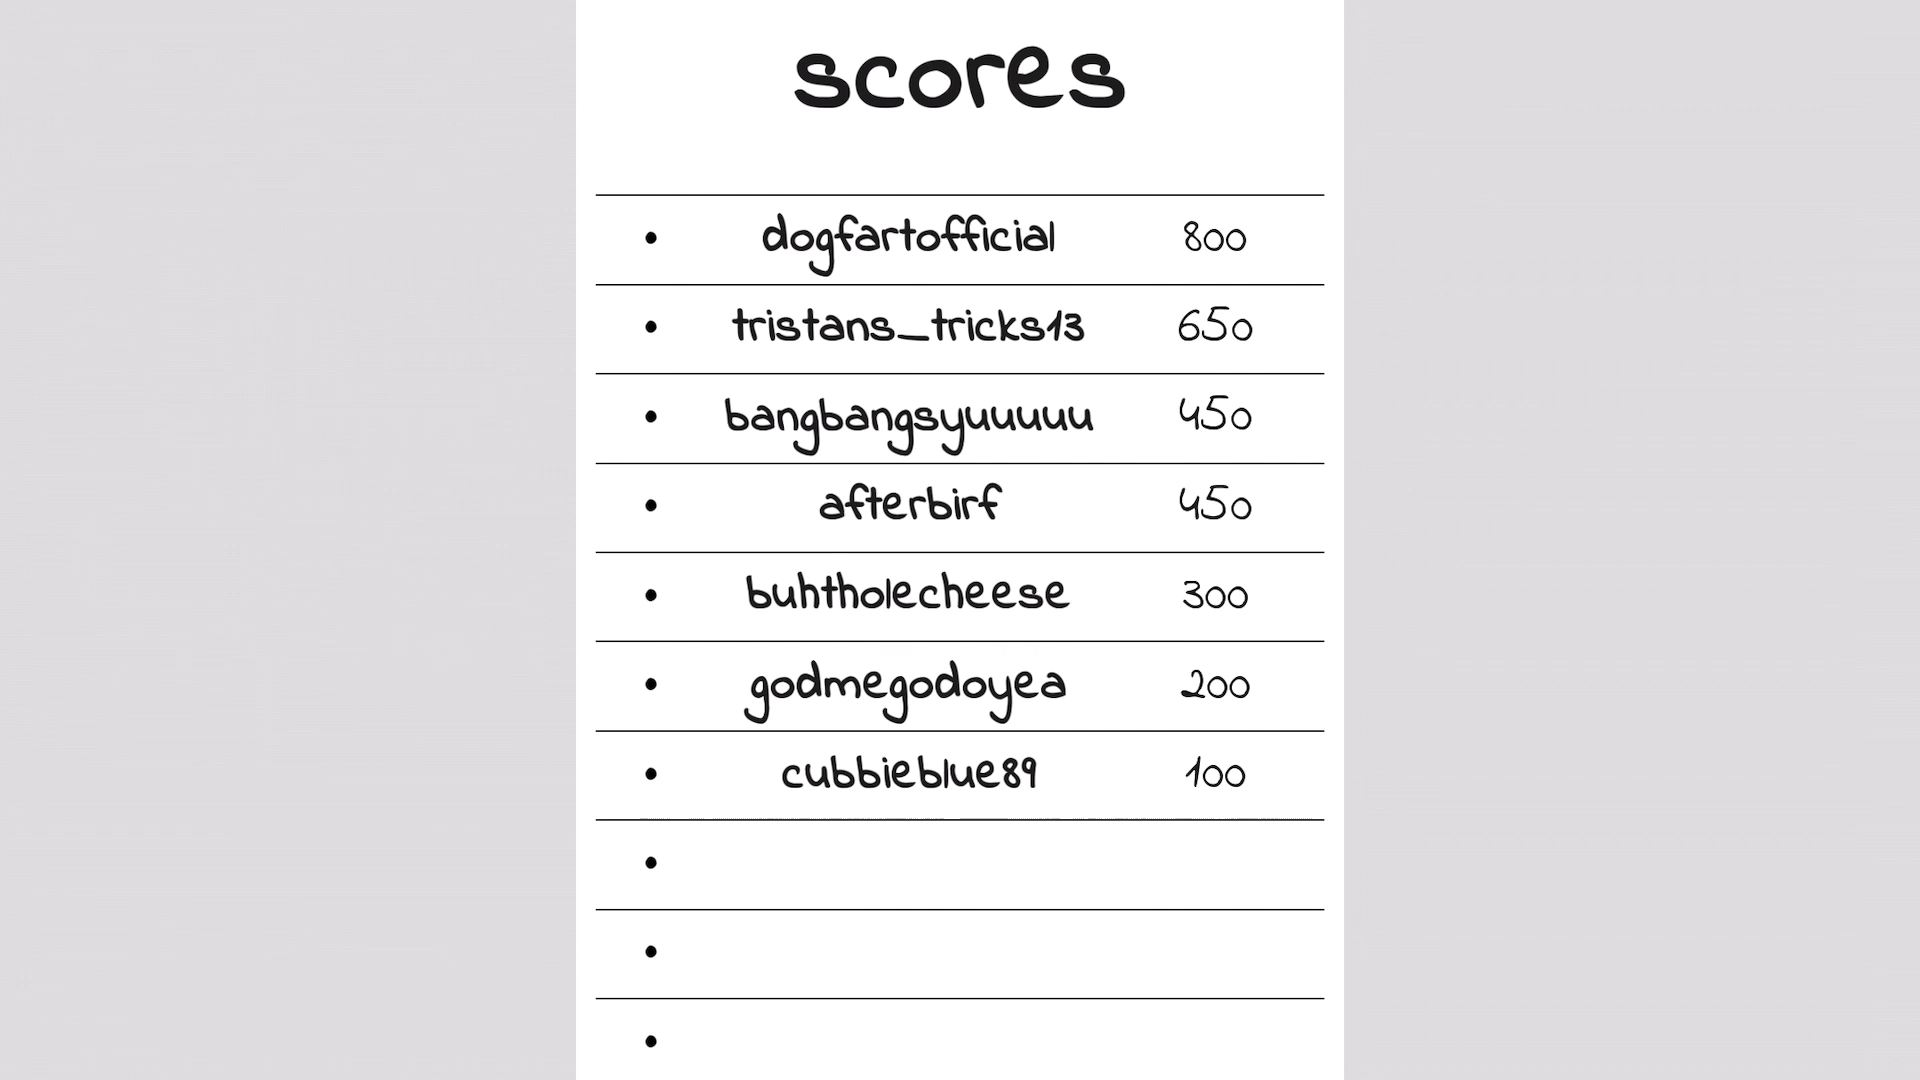 scores
• dogfartofficial 800
• tristans_tricks13 650
• bangbangsyuuuuu 450
• afterbirf 450
• buhtholecheese 300
• godmegodoyea 200
• cubbieblue89 100
•
•
•